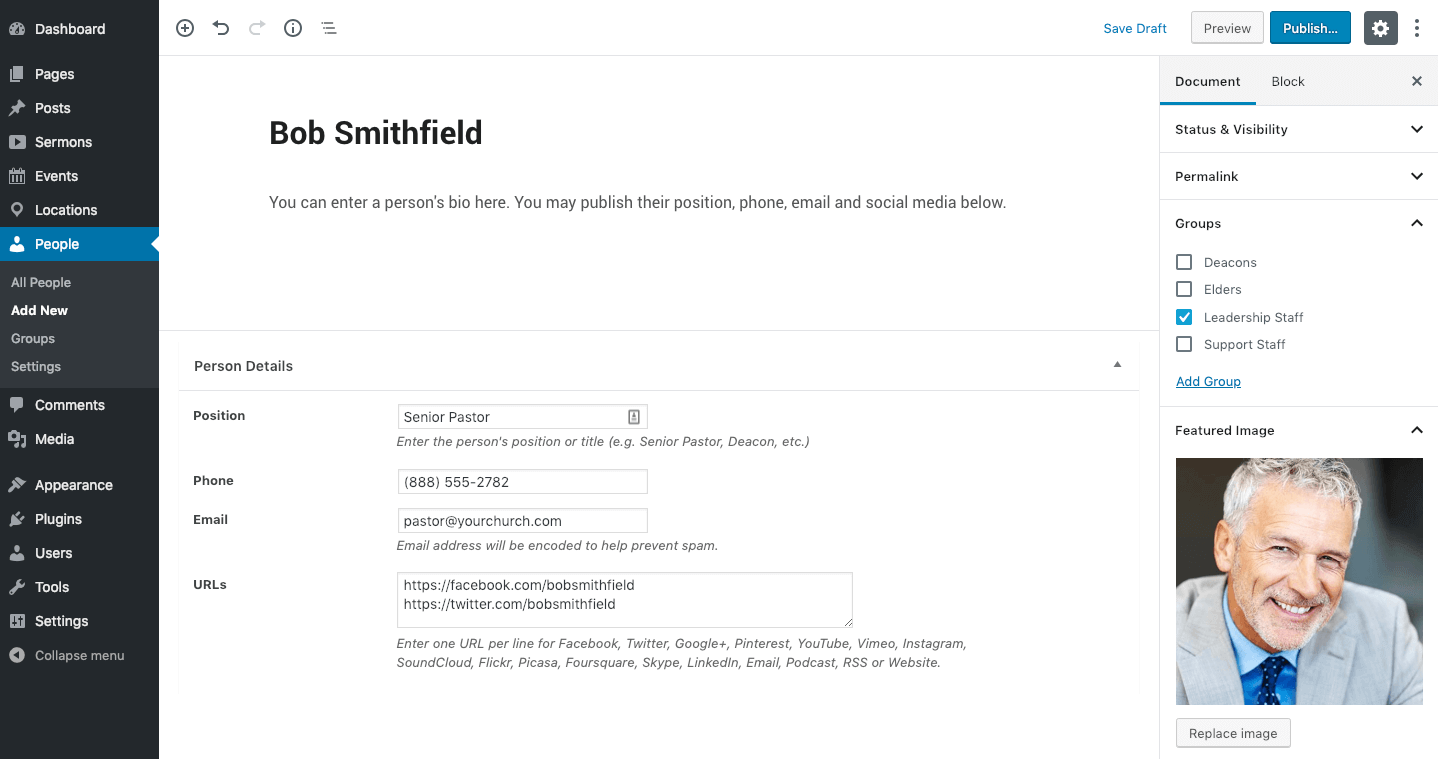 Dashboard
Pages
Posts
Sermons
Events
Locations
People
All People
Add New
Groups
Settings
Comments
Media
Appearance
Plugins
Users
Tools
Settings
Collapse menu
Save Draft
Preview
Publish...
Bob Smithfield
You can enter a person's bio here. You may publish their position, phone, email and social media below.
Person Details
Position
Senior Pastor
Enter the person's position or title (e.g. Senior Pastor, Deacon, etc.)
Phone
(888) 555-2782
Email
pastor@yourchurch.com
Email address will be encoded to help prevent spam.
URLs
https://facebook.com/bobsmithfield
https://twitter.com/bobsmithfield
Enter one URL per line for Facebook, Twitter, Google+, Pinterest, YouTube, Vimeo, Instagram,
SoundCloud, Flickr, Picasa, Foursquare, Skype, LinkedIn, Email, Podcast, RSS or Website.
Document
Block
Status & Visibility
Permalink
Groups
Deacons
Elders
Leadership Staff
Support Staff
Add Group
Featured Image
Replace image